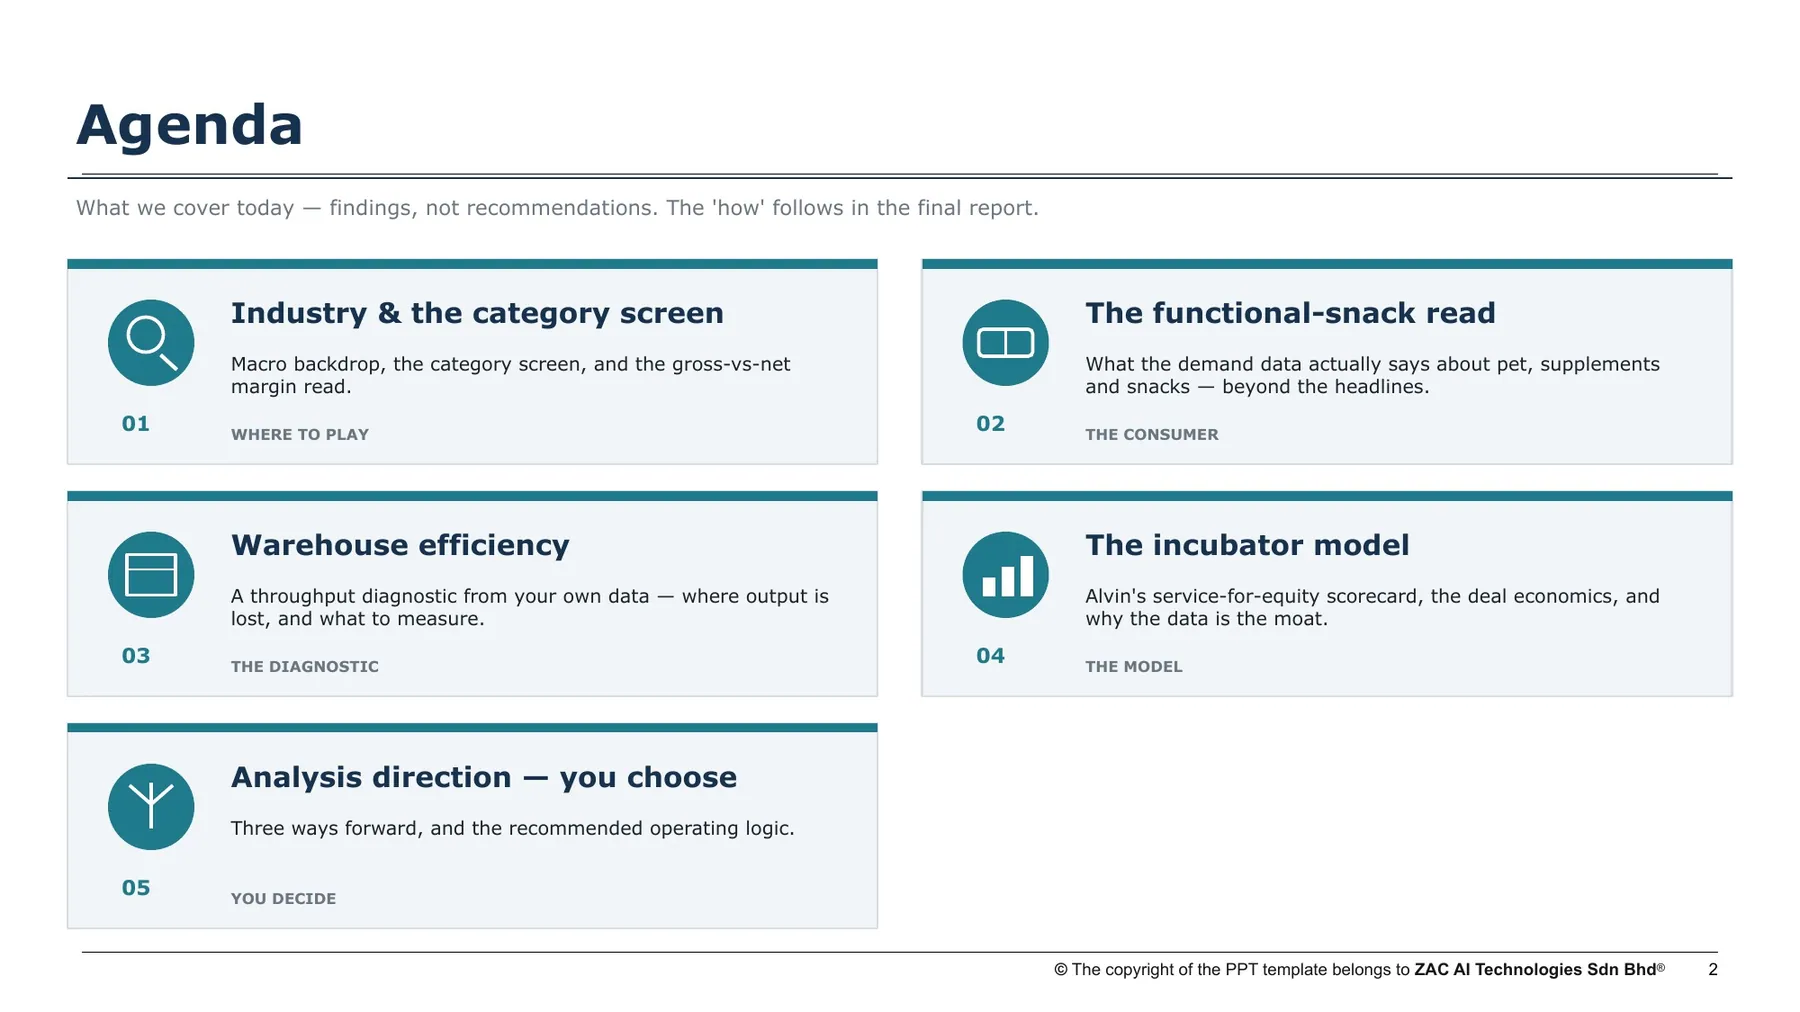 Agenda
What we cover today — findings, not recommendations. The 'how' follows in the final report.
Industry & the category screen
Macro backdrop, the category screen, and the gross-vs-net
margin read.
01
WHERE TO PLAY
The functional-snack read
What the demand data actually says about pet, supplements
and snacks — beyond the headlines.
02
THE CONSUMER
Warehouse efficiency
A throughput diagnostic from your own data — where output is
lost, and what to measure.
03
THE DIAGNOSTIC
The incubator model
Alvin's service-for-equity scorecard, the deal economics, and
why the data is the moat.
04
THE MODEL
Analysis direction — you choose
Three ways forward, and the recommended operating logic.
05
YOU DECIDE
© The copyright of the PPT template belongs to ZAC AI Technologies Sdn Bhd® 2